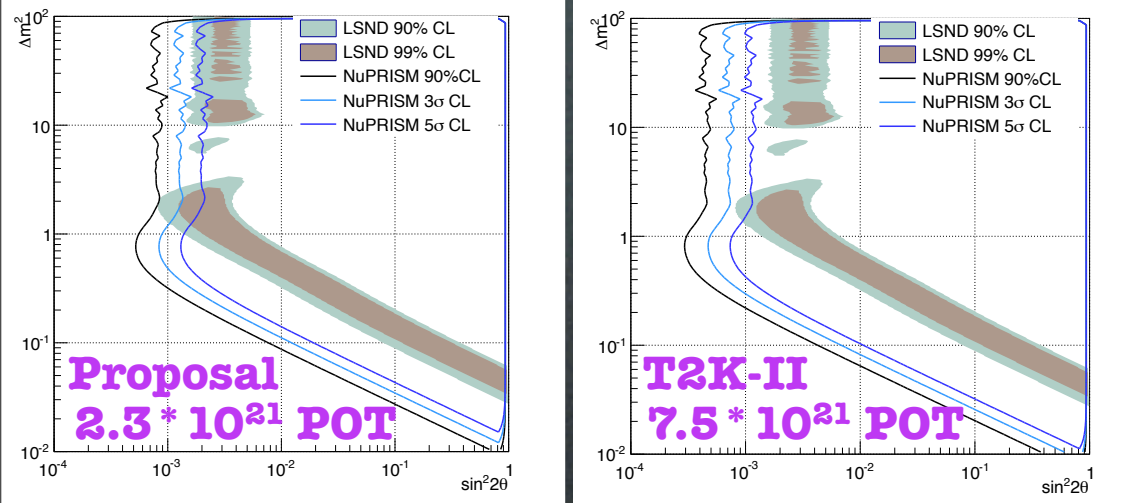 Δm²
10²
10
1
10⁻¹
10⁻²
10⁻⁴
10⁻³
10⁻²
10⁻¹
1
sin²2θ
LSND 90% CL
LSND 99% CL
NuPRISM 90%CL
NuPRISM 3σ CL
NuPRISM 5σ CL
Proposal
2.3 * 10²¹ POT
Δm²
10²
10
1
10⁻¹
10⁻²
10⁻⁴
10⁻³
10⁻²
10⁻¹
1
sin²2θ
LSND 90% CL
LSND 99% CL
NuPRISM 90%CL
NuPRISM 3σ CL
NuPRISM 5σ CL
T2K-II
7.5 * 10²¹ POT